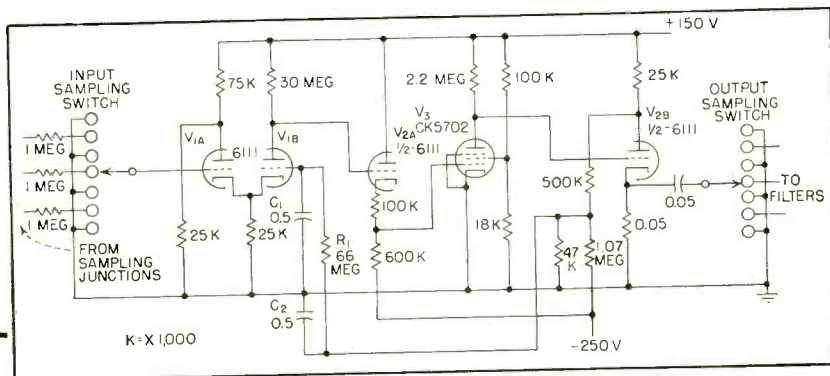 +150 V
INPUT
SAMPLING
SWITCH
75 K
30 MEG
2.2 MEG
100 K
25 K
OUTPUT
SAMPLING
SWITCH
V1A
6111
V1B
V2A
1/2-6111
V3
CK5702
V2B
1/2-6111
1 MEG
1 MEG
1 MEG
100K
500K
0.05
TO
FILTERS
C1
0.5
25 K
25K
R1
66
MEG
600K
18K
47
K
1.07
MEG
0.05
FROM
SAMPLING
JUNCTIONS
C2
0.5
K=X 1,000
-250 V